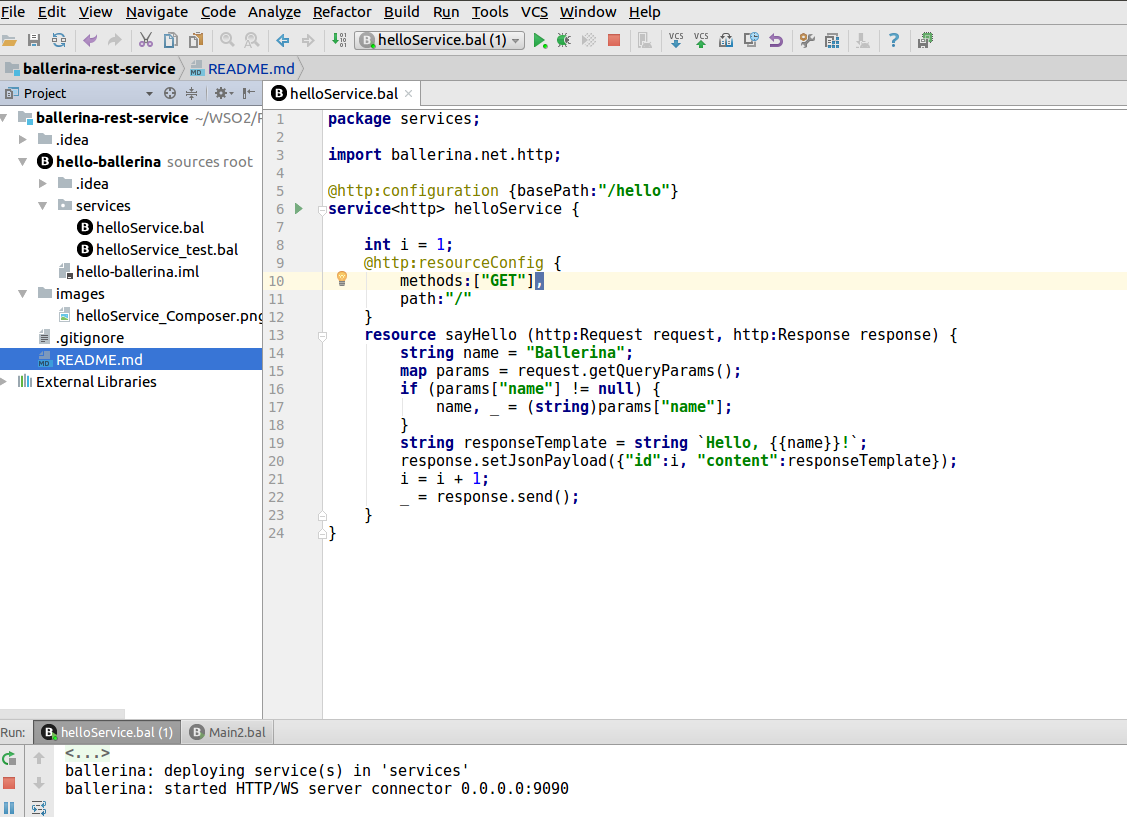 File Edit View Navigate Code Analyze Refactor Build Run Tools VCS Window Help
helloService.bal (1) VCS VCS
ballerina-rest-service README.md
Project
helloService.bal
ballerina-rest-service ~/WSO2/
.idea
hello-ballerina sources root
.idea
services
helloService.bal
helloService_test.bal
hello-ballerina.iml
images
helloService_Composer.png
.gitignore
README.md
External Libraries
1 package services;
2
3 import ballerina.net.http;
4
5 @http:configuration {basePath:"/hello"}
6 service<http> helloService {
7
8 int i = 1;
9 @http:resourceConfig {
10 methods:["GET"],
11 path:"/"
12 }
13 resource sayHello (http:Request request, http:Response response) {
14 string name = "Ballerina";
15 map params = request.getQueryParams();
16 if (params["name"] != null) {
17 name, _ = (string)params["name"];
18 }
19 string responseTemplate = string `Hello, {{name}}!`;
20 response.setJsonPayload({"id":i, "content":responseTemplate});
21 i = i + 1;
22 _ = response.send();
23 }
24 }
Run: helloService.bal (1) Main2.bal
<...>
ballerina: deploying service(s) in 'services'
ballerina: started HTTP/WS server connector 0.0.0.0:9090